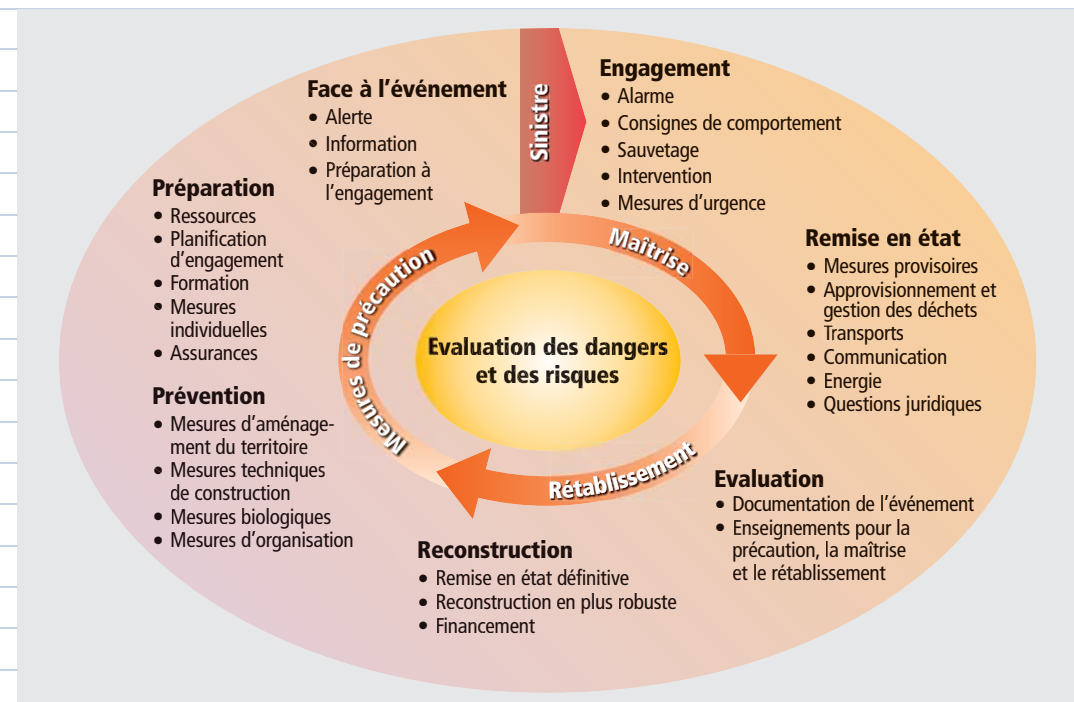 Sinistre
Engagement
• Alarme
• Consignes de comportement
• Sauvetage
• Intervention
• Mesures d'urgence
Maîtrise
Remise en état
• Mesures provisoires
• Approvisionnement et
gestion des déchets
• Transports
• Communication
• Energie
• Questions juridiques
Evaluation
• Documentation de l'événement
• Enseignements pour la
précaution, la maîtrise
et le rétablissement
Rétablissement
Reconstruction
• Remise en état définitive
• Reconstruction en plus robuste
• Financement
Prévention
• Mesures d'aménage-
ment du territoire
• Mesures techniques
de construction
• Mesures biologiques
• Mesures d'organisation
Mesures de précaution
Préparation
• Ressources
• Planification
d'engagement
• Formation
• Mesures
individuelles
• Assurances
Face à l'événement
• Alerte
• Information
• Préparation à
l'engagement
Evaluation des dangers
et des risques